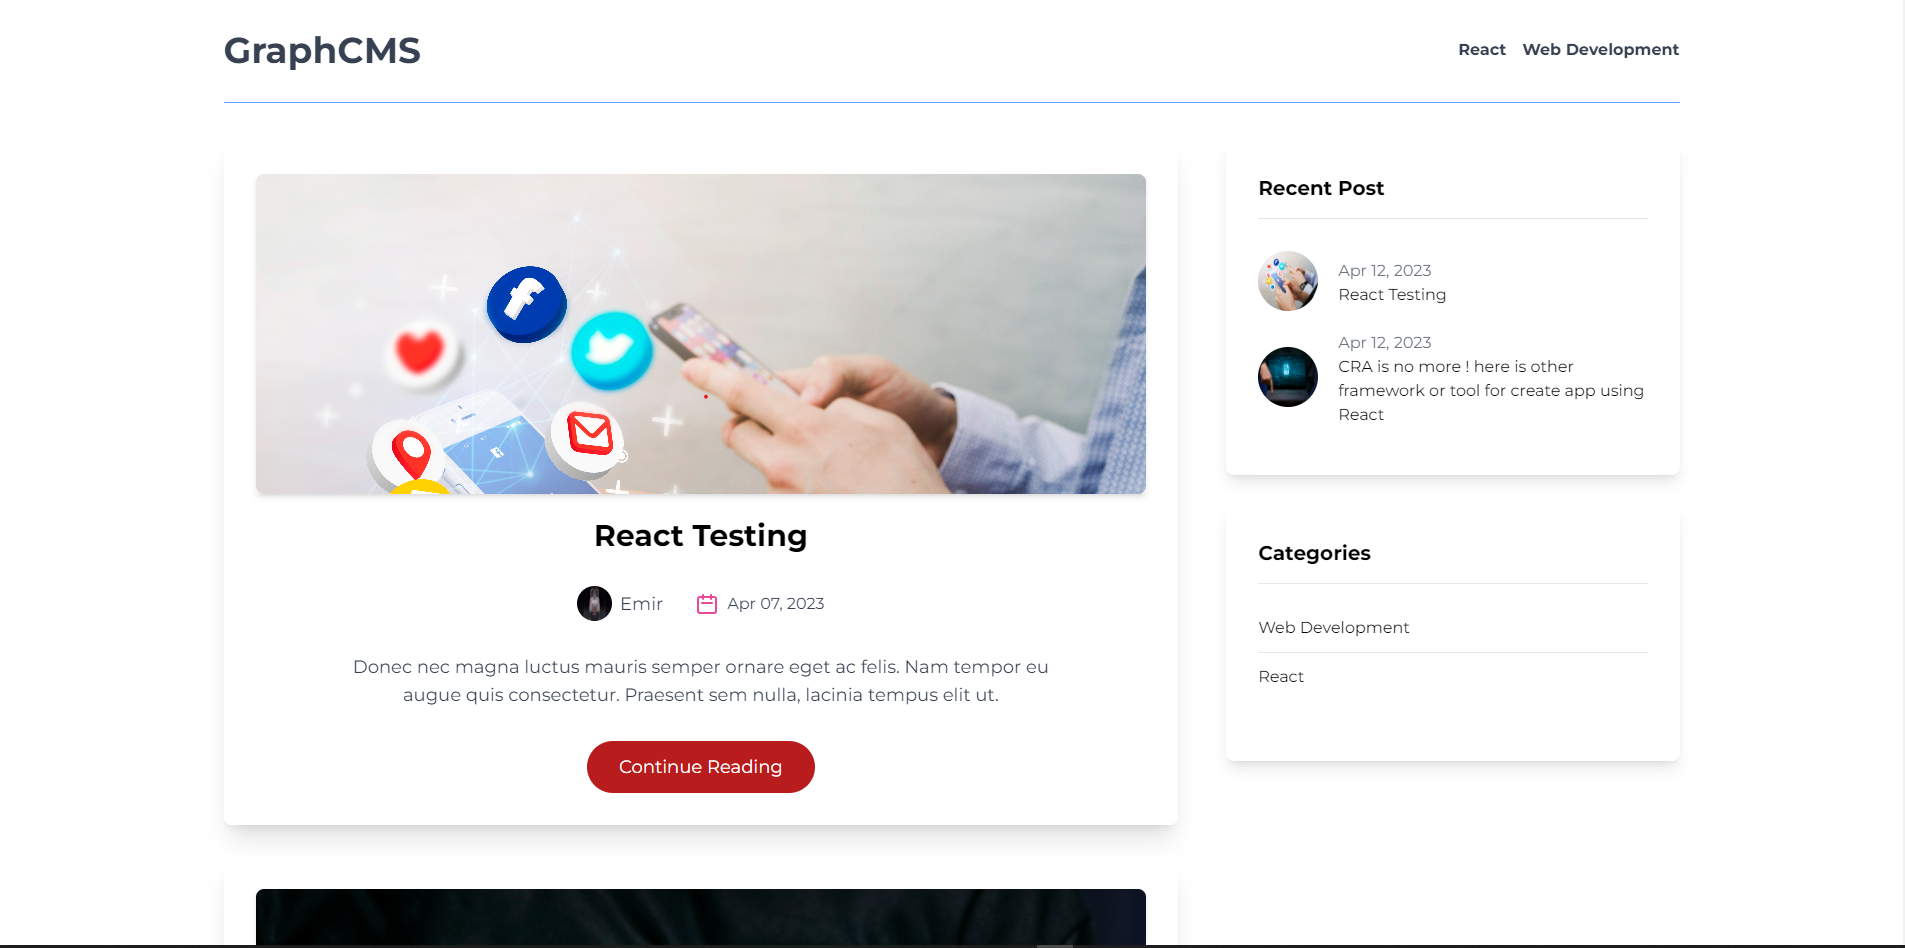 GraphCMS
React
Web Development
React Testing
Emir
Apr 07, 2023
Donec nec magna luctus mauris semper ornare eget ac felis. Nam tempor eu
augue quis consectetur. Praesent sem nulla, lacinia tempus elit ut.
Continue Reading
Recent Post
Apr 12, 2023
React Testing
Apr 12, 2023
CRA is no more ! here is other
framework or tool for create app using
React
Categories
Web Development
React